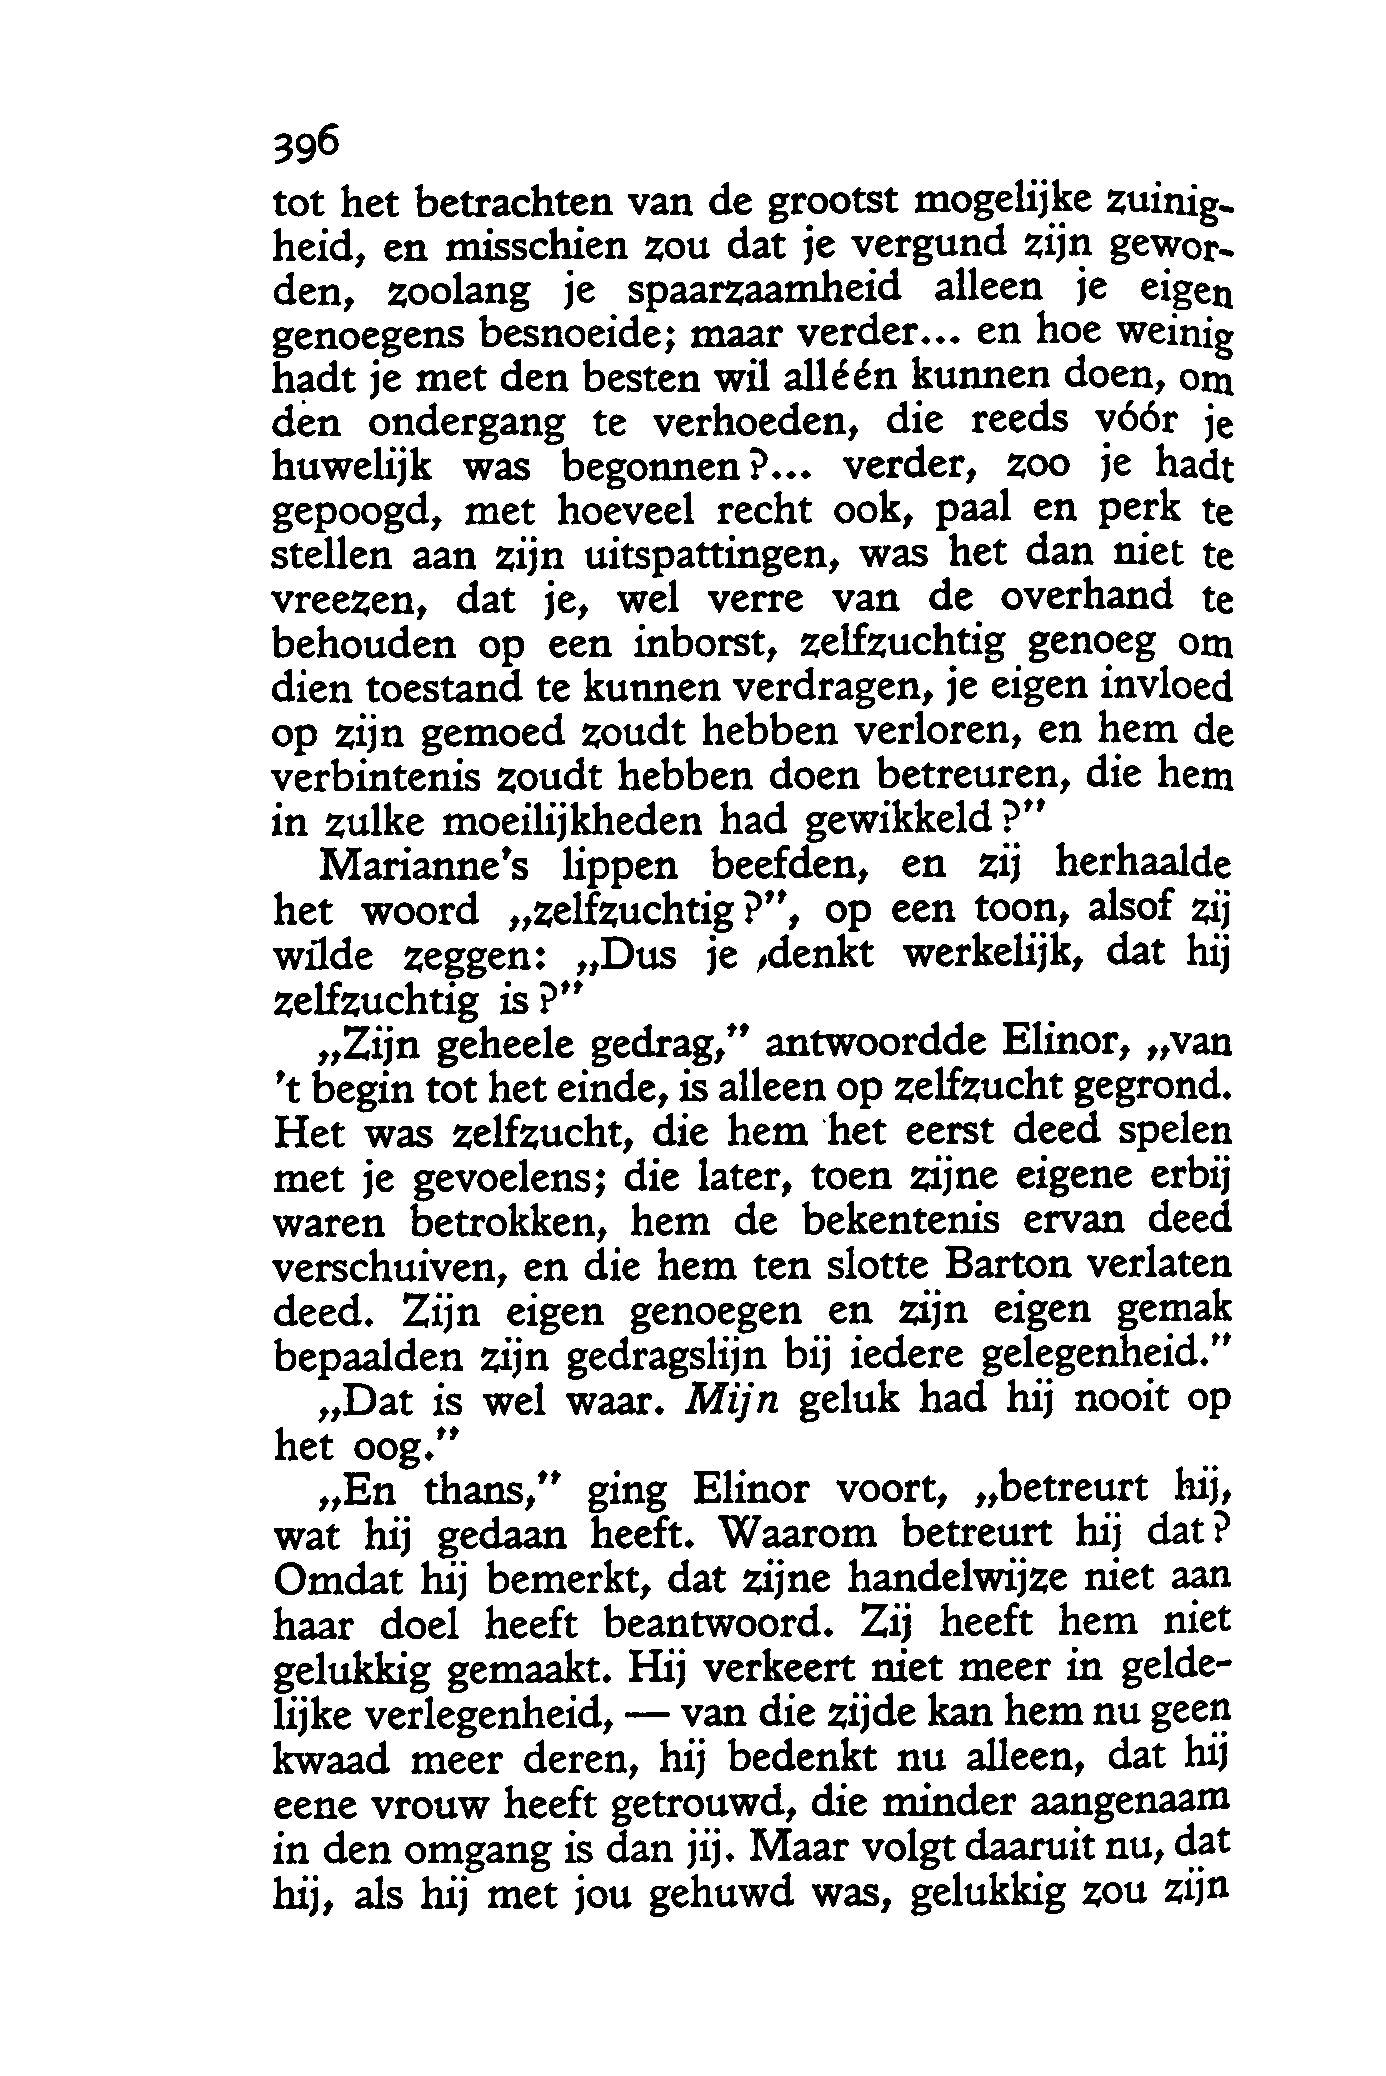 396
tot het betrachten van de grootst mogelijke zuinig-
heid, en misschien zou dat je vergund zijn gewor-
den, zoolang je spaarzaamheid alleen je eigen
genoegens besnoeide; maar verder... en hoe weinig
hadt je met den besten wil alléén kunnen doen, om
den ondergang te verhoeden, die reeds vóór je
huwelijk was begonnen?... verder, zoo je hadt
gepoogd, met hoeveel recht ook, paal en perk te
stellen aan zijn uitspattingen, was het dan niet te
vreezen, dat je, wel verre van de overhand te
behouden op een inborst, zelfzuchtig genoeg om
dien toestand te kunnen verdragen, je eigen invloed
op zijn gemoed zoudt hebben verloren, en hem de
verbintenis zoudt hebben doen betreuren, die hem
in zulke moeilijkheden had gewikkeld?"
Marianne's lippen beefden, en zij herhaalde
het woord „zelfzuchtig?", op een toon, alsof zij
wilde zeggen: „Dus je denkt werkelijk, dat hij
zelfzuchtig is?"
„Zijn geheele gedrag," antwoordde Elinor, „van
't begin tot het einde, is alleen op zelfzucht gegrond.
Het was zelfzucht, die hem het eerst deed spelen
met je gevoelens; die later, toen zijne eigene erbij
waren betrokken, hem de bekentenis ervan deed
verschuiven, en die hem ten slotte Barton verlaten
deed. Zijn eigen genoegen en zijn eigen gemak
bepaalden zijn gedragslijn bij iedere gelegenheid."
„Dat is wel waar. Mijn geluk had hij nooit op
het oog."
„En thans," ging Elinor voort, „betreurt hij,
wat hij gedaan heeft. Waarom betreurt hij dat?
Omdat hij bemerkt, dat zijne handelwijze niet aan
haar doel heeft beantwoord. Zij heeft hem niet
gelukkig gemaakt. Hij verkeert niet meer in gelde-
lijke verlegenheid, — van die zijde kan hem nu geen
kwaad meer deren, hij bedenkt nu alleen, dat hij
eene vrouw heeft getrouwd, die minder aangenaam
in den omgang is dan jij. Maar volgt daaruit nu, dat
hij, als hij met jou gehuwd was, gelukkig zou zijn